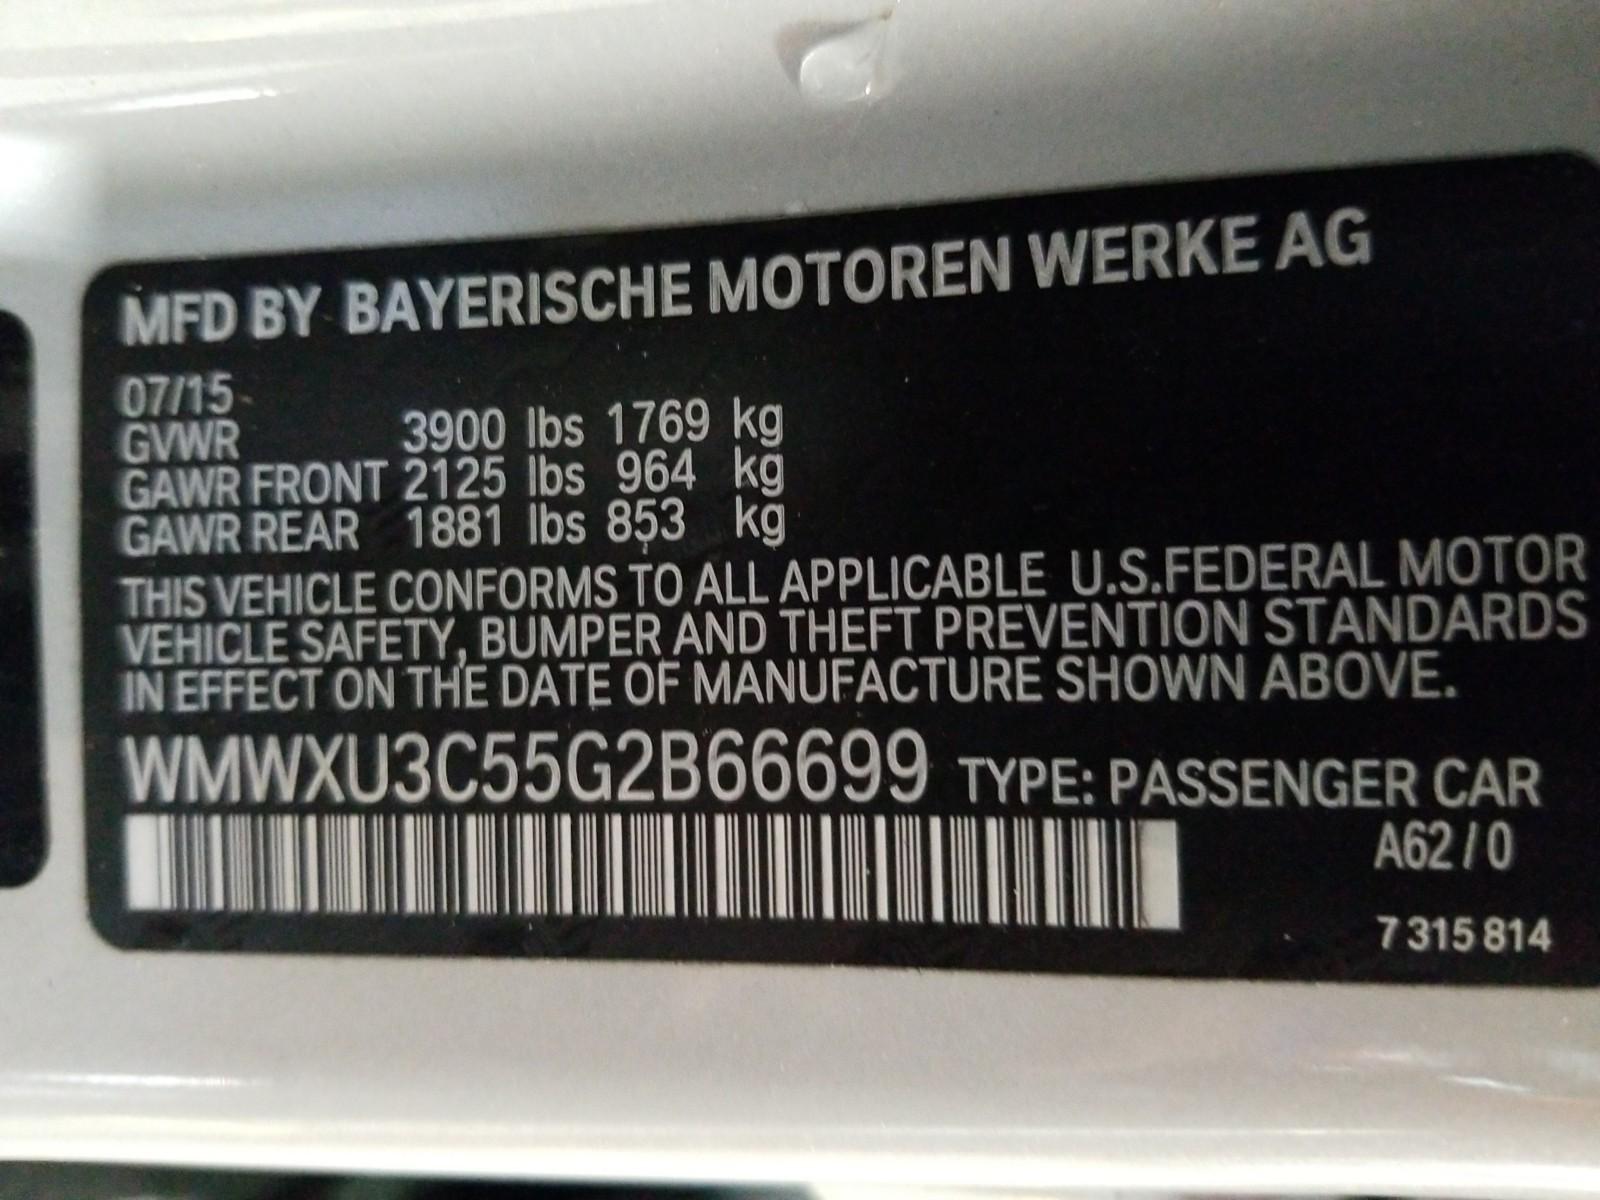 MFD BY BAYERISCHE MOTOREN WERKE AG
07/15
GVWR 3900 lbs 1769 kg
GAWR FRONT 2125 lbs 964 kg
GAWR REAR 1881 lbs 853 kg
THIS VEHICLE CONFORMS TO ALL APPLICABLE U.S.FEDERAL MOTOR
VEHICLE SAFETY, BUMPER AND THEFT PREVENTION STANDARDS
IN EFFECT ON THE DATE OF MANUFACTURE SHOWN ABOVE.
WMWXU3C55G2B66699 TYPE: PASSENGER CAR
A62/0
7 315 814